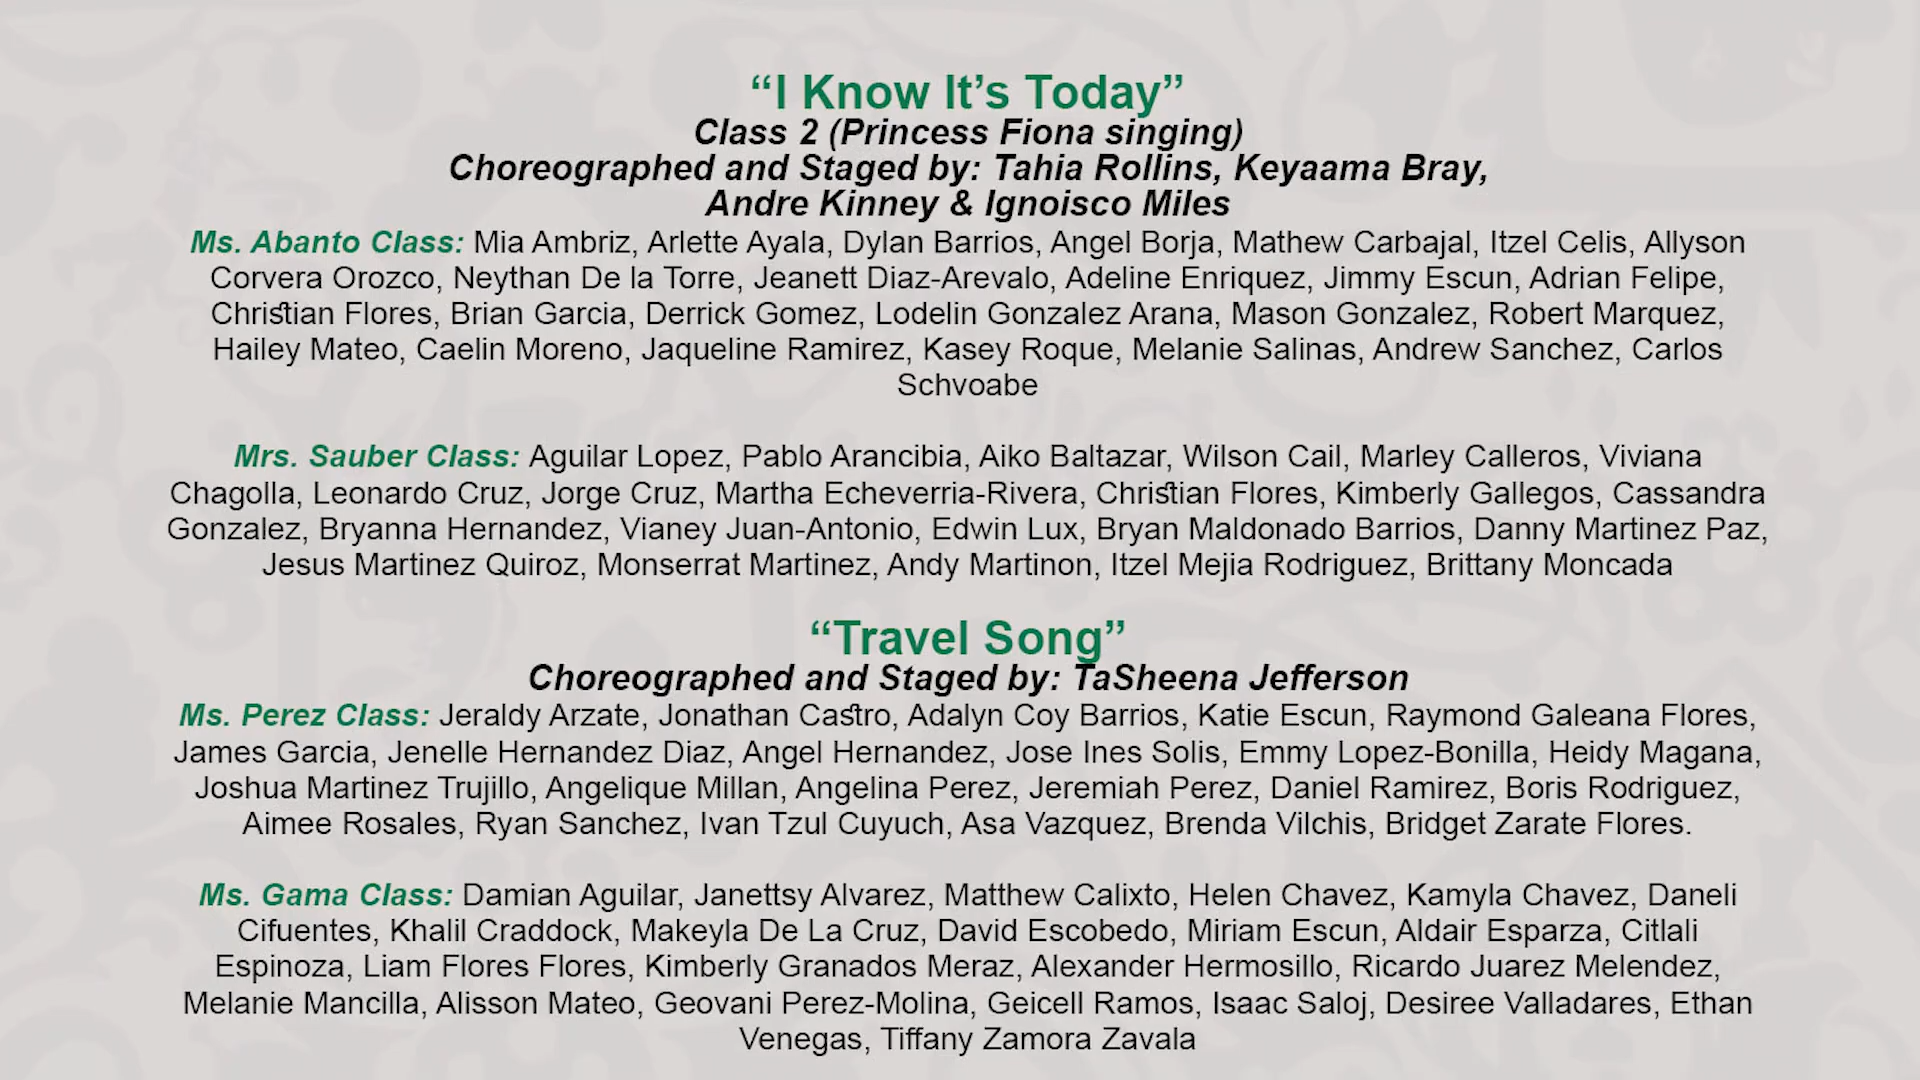 “I Know It’s Today”
Class 2 (Princess Fiona singing)
Choreographed and Staged by: Tahia Rollins, Keyaama Bray,
Andre Kinney & Ignoisco Miles
Ms. Abanto Class: Mia Ambriz, Arlette Ayala, Dylan Barrios, Angel Borja, Mathew Carbajal, Itzel Celis, Allyson
Corvera Orozco, Neythan De la Torre, Jeanett Diaz-Arevalo, Adeline Enriquez, Jimmy Escun, Adrian Felipe,
Christian Flores, Brian Garcia, Derrick Gomez, Lodelin Gonzalez Arana, Mason Gonzalez, Robert Marquez,
Hailey Mateo, Caelin Moreno, Jaqueline Ramirez, Kasey Roque, Melanie Salinas, Andrew Sanchez, Carlos
Schvoabe
Mrs. Sauber Class: Aguilar Lopez, Pablo Arancibia, Aiko Baltazar, Wilson Cail, Marley Calleros, Viviana
Chagolla, Leonardo Cruz, Jorge Cruz, Martha Echeverria-Rivera, Christian Flores, Kimberly Gallegos, Cassandra
Gonzalez, Bryanna Hernandez, Vianey Juan-Antonio, Edwin Lux, Bryan Maldonado Barrios, Danny Martinez Paz,
Jesus Martinez Quiroz, Monserrat Martinez, Andy Martinon, Itzel Mejia Rodriguez, Brittany Moncada
“Travel Song”
Choreographed and Staged by: TaSheena Jefferson
Ms. Perez Class: Jeraldy Arzate, Jonathan Castro, Adalyn Coy Barrios, Katie Escun, Raymond Galeana Flores,
James Garcia, Jenelle Hernandez Diaz, Angel Hernandez, Jose Ines Solis, Emmy Lopez-Bonilla, Heidy Magana,
Joshua Martinez Trujillo, Angelique Millan, Angelina Perez, Jeremiah Perez, Daniel Ramirez, Boris Rodriguez,
Aimee Rosales, Ryan Sanchez, Ivan Tzul Cuyuch, Asa Vazquez, Brenda Vilchis, Bridget Zarate Flores.
Ms. Gama Class: Damian Aguilar, Janettsy Alvarez, Matthew Calixto, Helen Chavez, Kamyla Chavez, Daneli
Cifuentes, Khalil Craddock, Makeyla De La Cruz, David Escobedo, Miriam Escun, Aldair Esparza, Citlali
Espinoza, Liam Flores Flores, Kimberly Granados Meraz, Alexander Hermosillo, Ricardo Juarez Melendez,
Melanie Mancilla, Alisson Mateo, Geovani Perez-Molina, Geicell Ramos, Isaac Saloj, Desiree Valladares, Ethan
Venegas, Tiffany Zamora Zavala